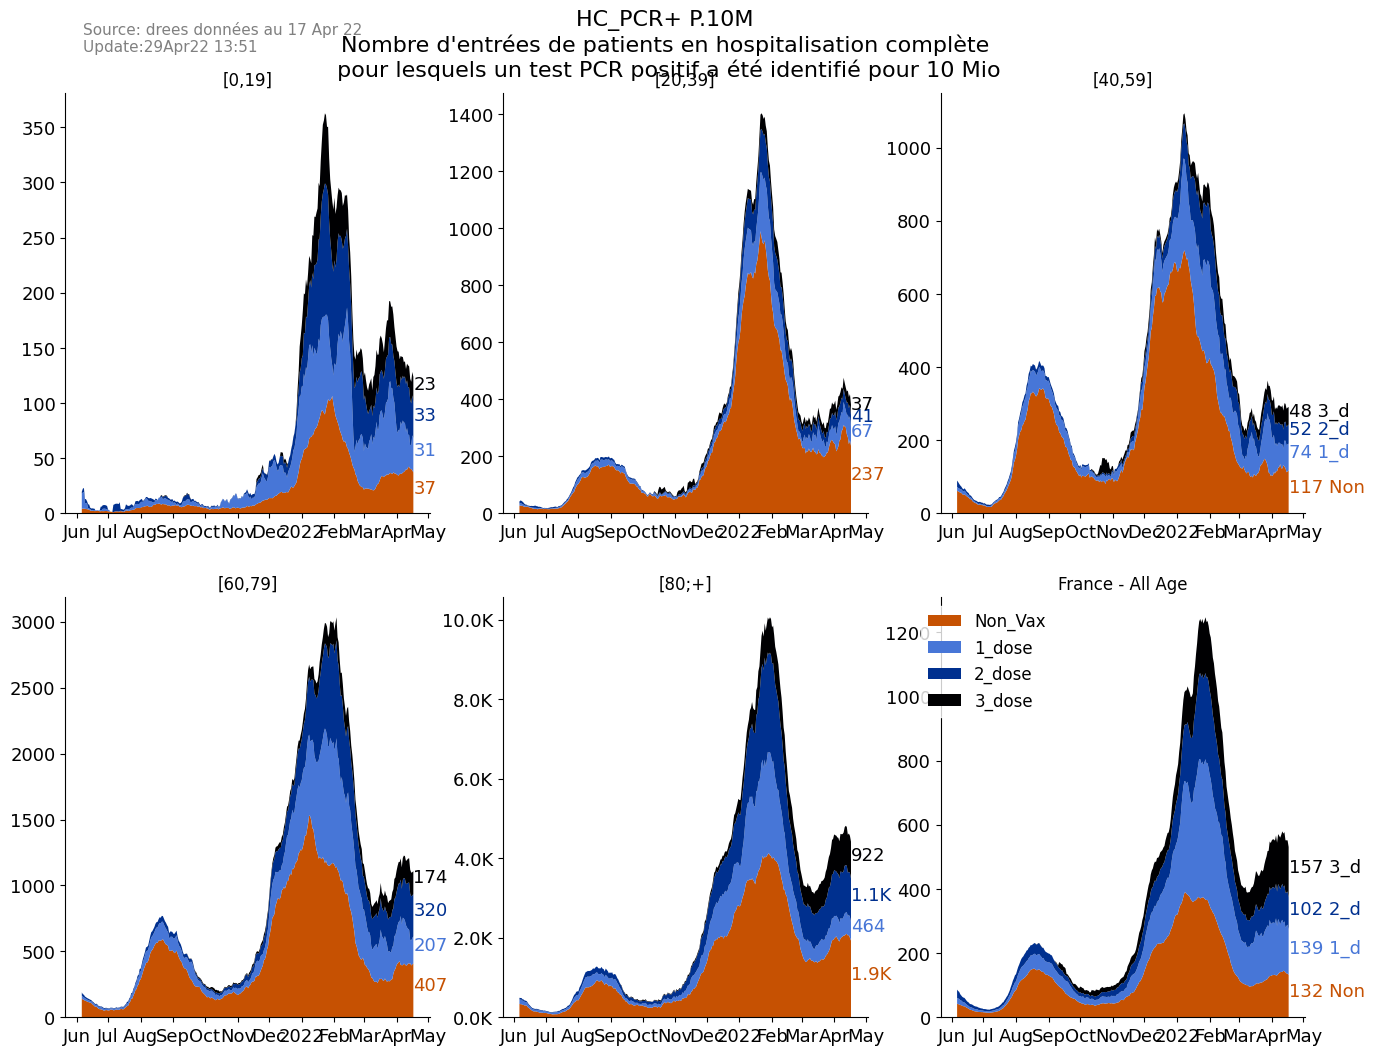 Source: drees données au 17 Apr 22
Update:29Apr22 13:51
HC_PCR+ P.10M
Nombre d'entrées de patients en hospitalisation complète
pour lesquels un test PCR positif a été identifié pour 10 Mio
[0,19]
350
300
250
200
150
100
50
0
23
33
31
37
Jun Jul Aug Sep Oct Nov Dec 2022 Feb Mar Apr May
[20,39]
1400
1200
1000
800
600
400
200
0
37
41
67
237
Jun Jul Aug Sep Oct Nov Dec 2022 Feb Mar Apr May
[40,59]
1000
800
600
400
200
0
48 3_d
52 2_d
74 1_d
117 Non
Jun Jul Aug Sep Oct Nov Dec 2022 Feb Mar Apr May
[60,79]
3000
2500
2000
1500
1000
500
0
174
320
207
407
Jun Jul Aug Sep Oct Nov Dec 2022 Feb Mar Apr May
[80;+]
10.0K
8.0K
6.0K
4.0K
2.0K
0.0K
922
1.1K
464
1.9K
Jun Jul Aug Sep Oct Nov Dec 2022 Feb Mar Apr May
France - All Age
Non_Vax
1_dose
2_dose
3_dose
1200
1000
800
600
400
200
0
157 3_d
102 2_d
139 1_d
132 Non
Jun Jul Aug Sep Oct Nov Dec 2022 Feb Mar Apr May